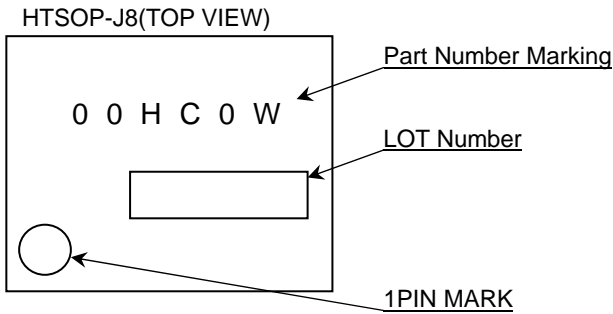 HTSOP-J8(TOP VIEW)
Part Number Marking
0 0 H C 0 W
LOT Number
1PIN MARK